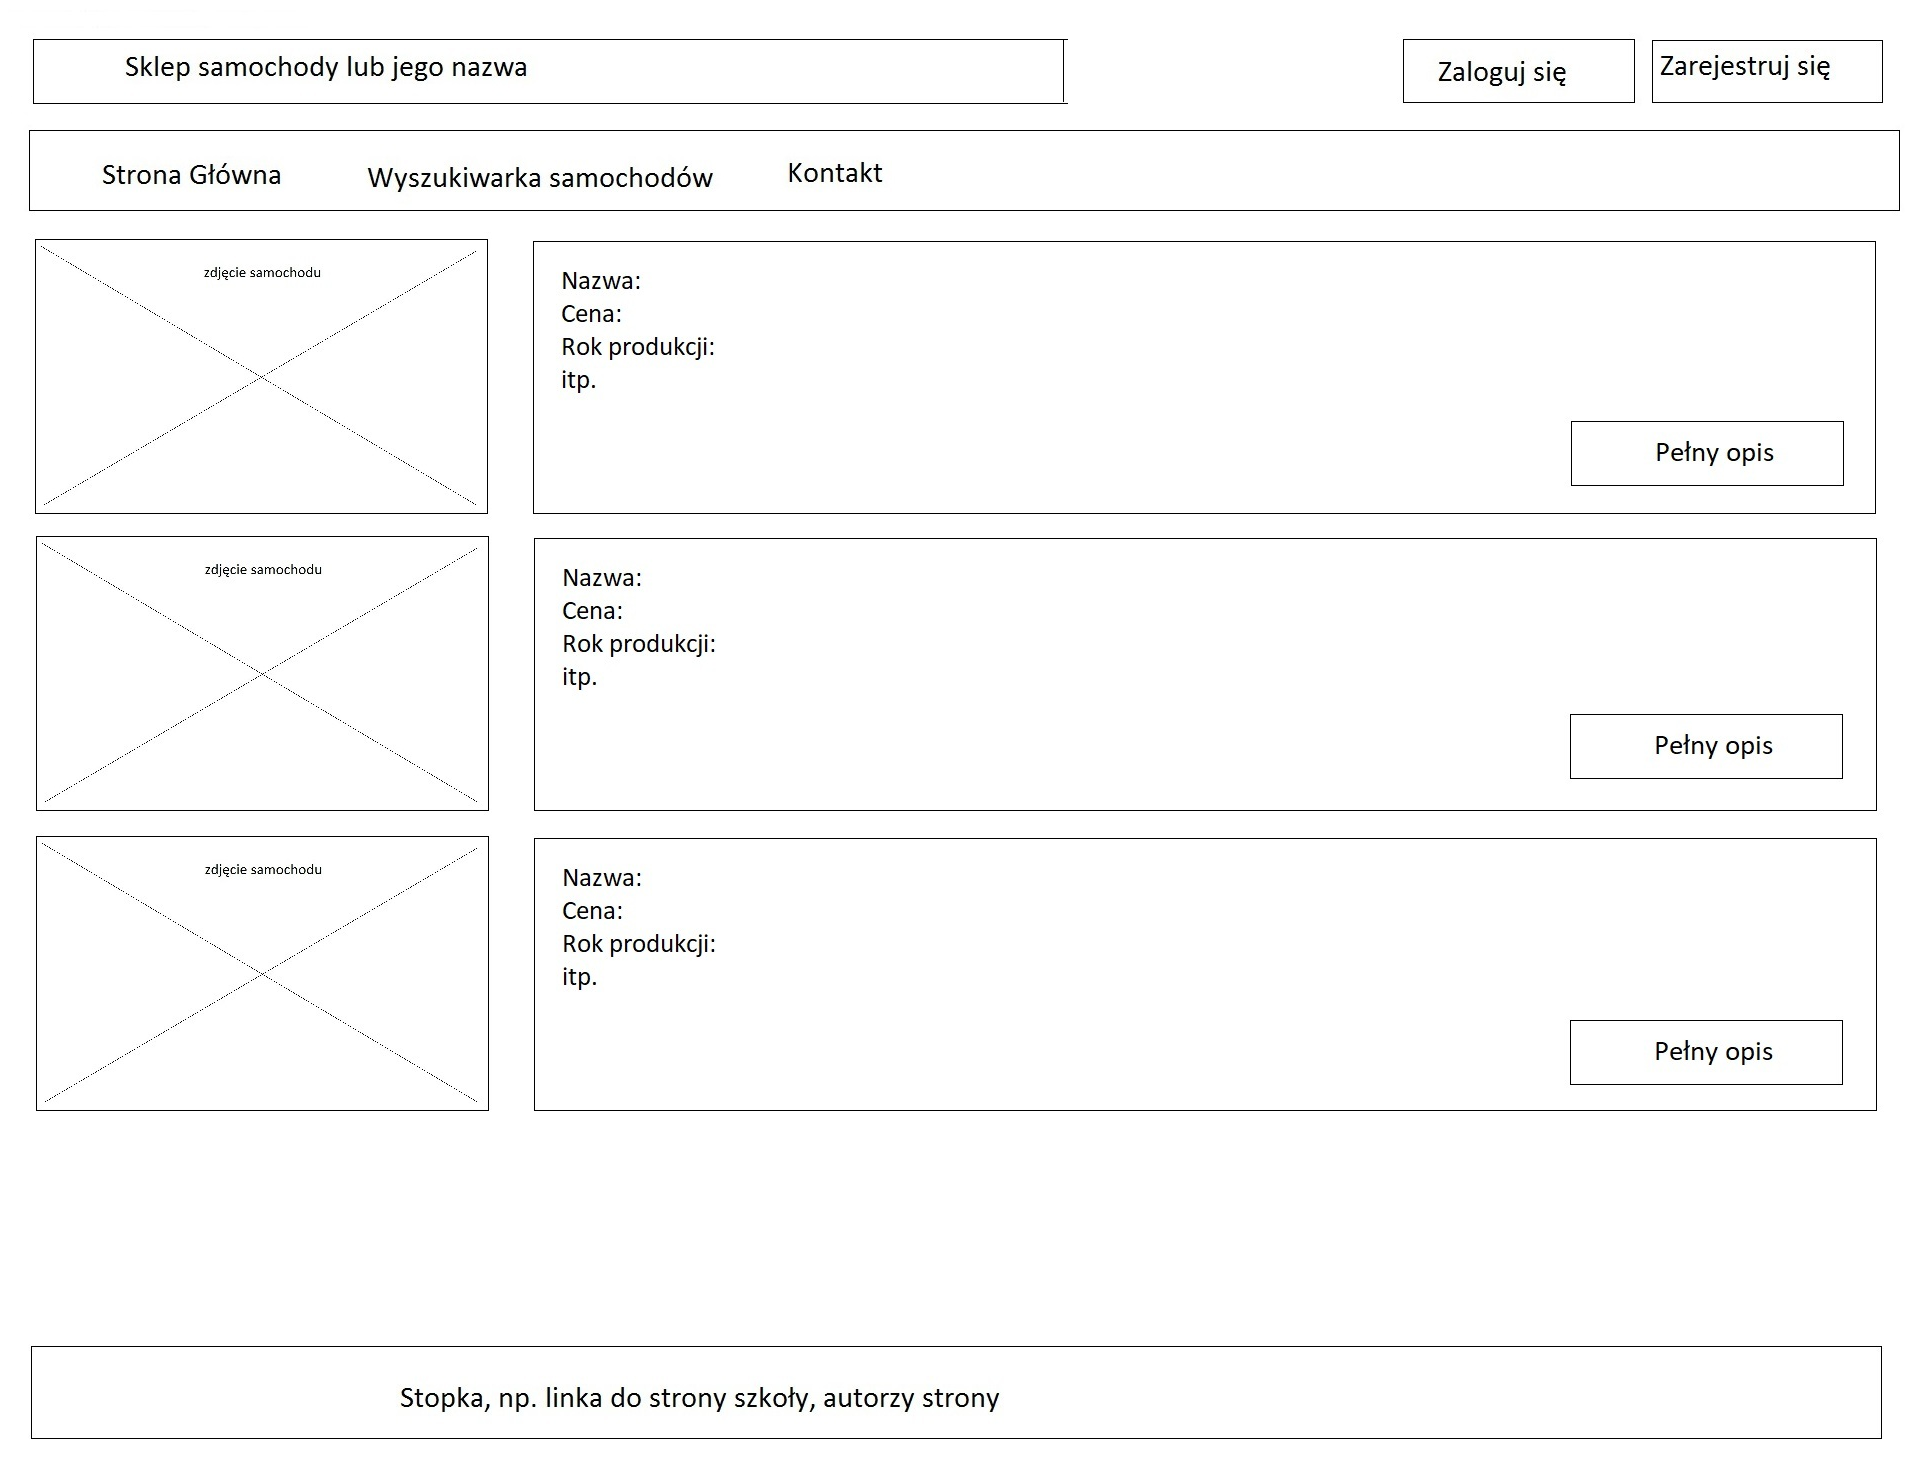 Sklep samochody lub jego nazwa
Zaloguj się
Zarejestruj się
Strona Główna
Wyszukiwarka samochodów
Kontakt
zdjęcie samochodu
Nazwa:
Cena:
Rok produkcji:
itp.
Pełny opis
zdjęcie samochodu
Nazwa:
Cena:
Rok produkcji:
itp.
Pełny opis
zdjęcie samochodu
Nazwa:
Cena:
Rok produkcji:
itp.
Pełny opis
Stopka, np. linka do strony szkoły, autorzy strony